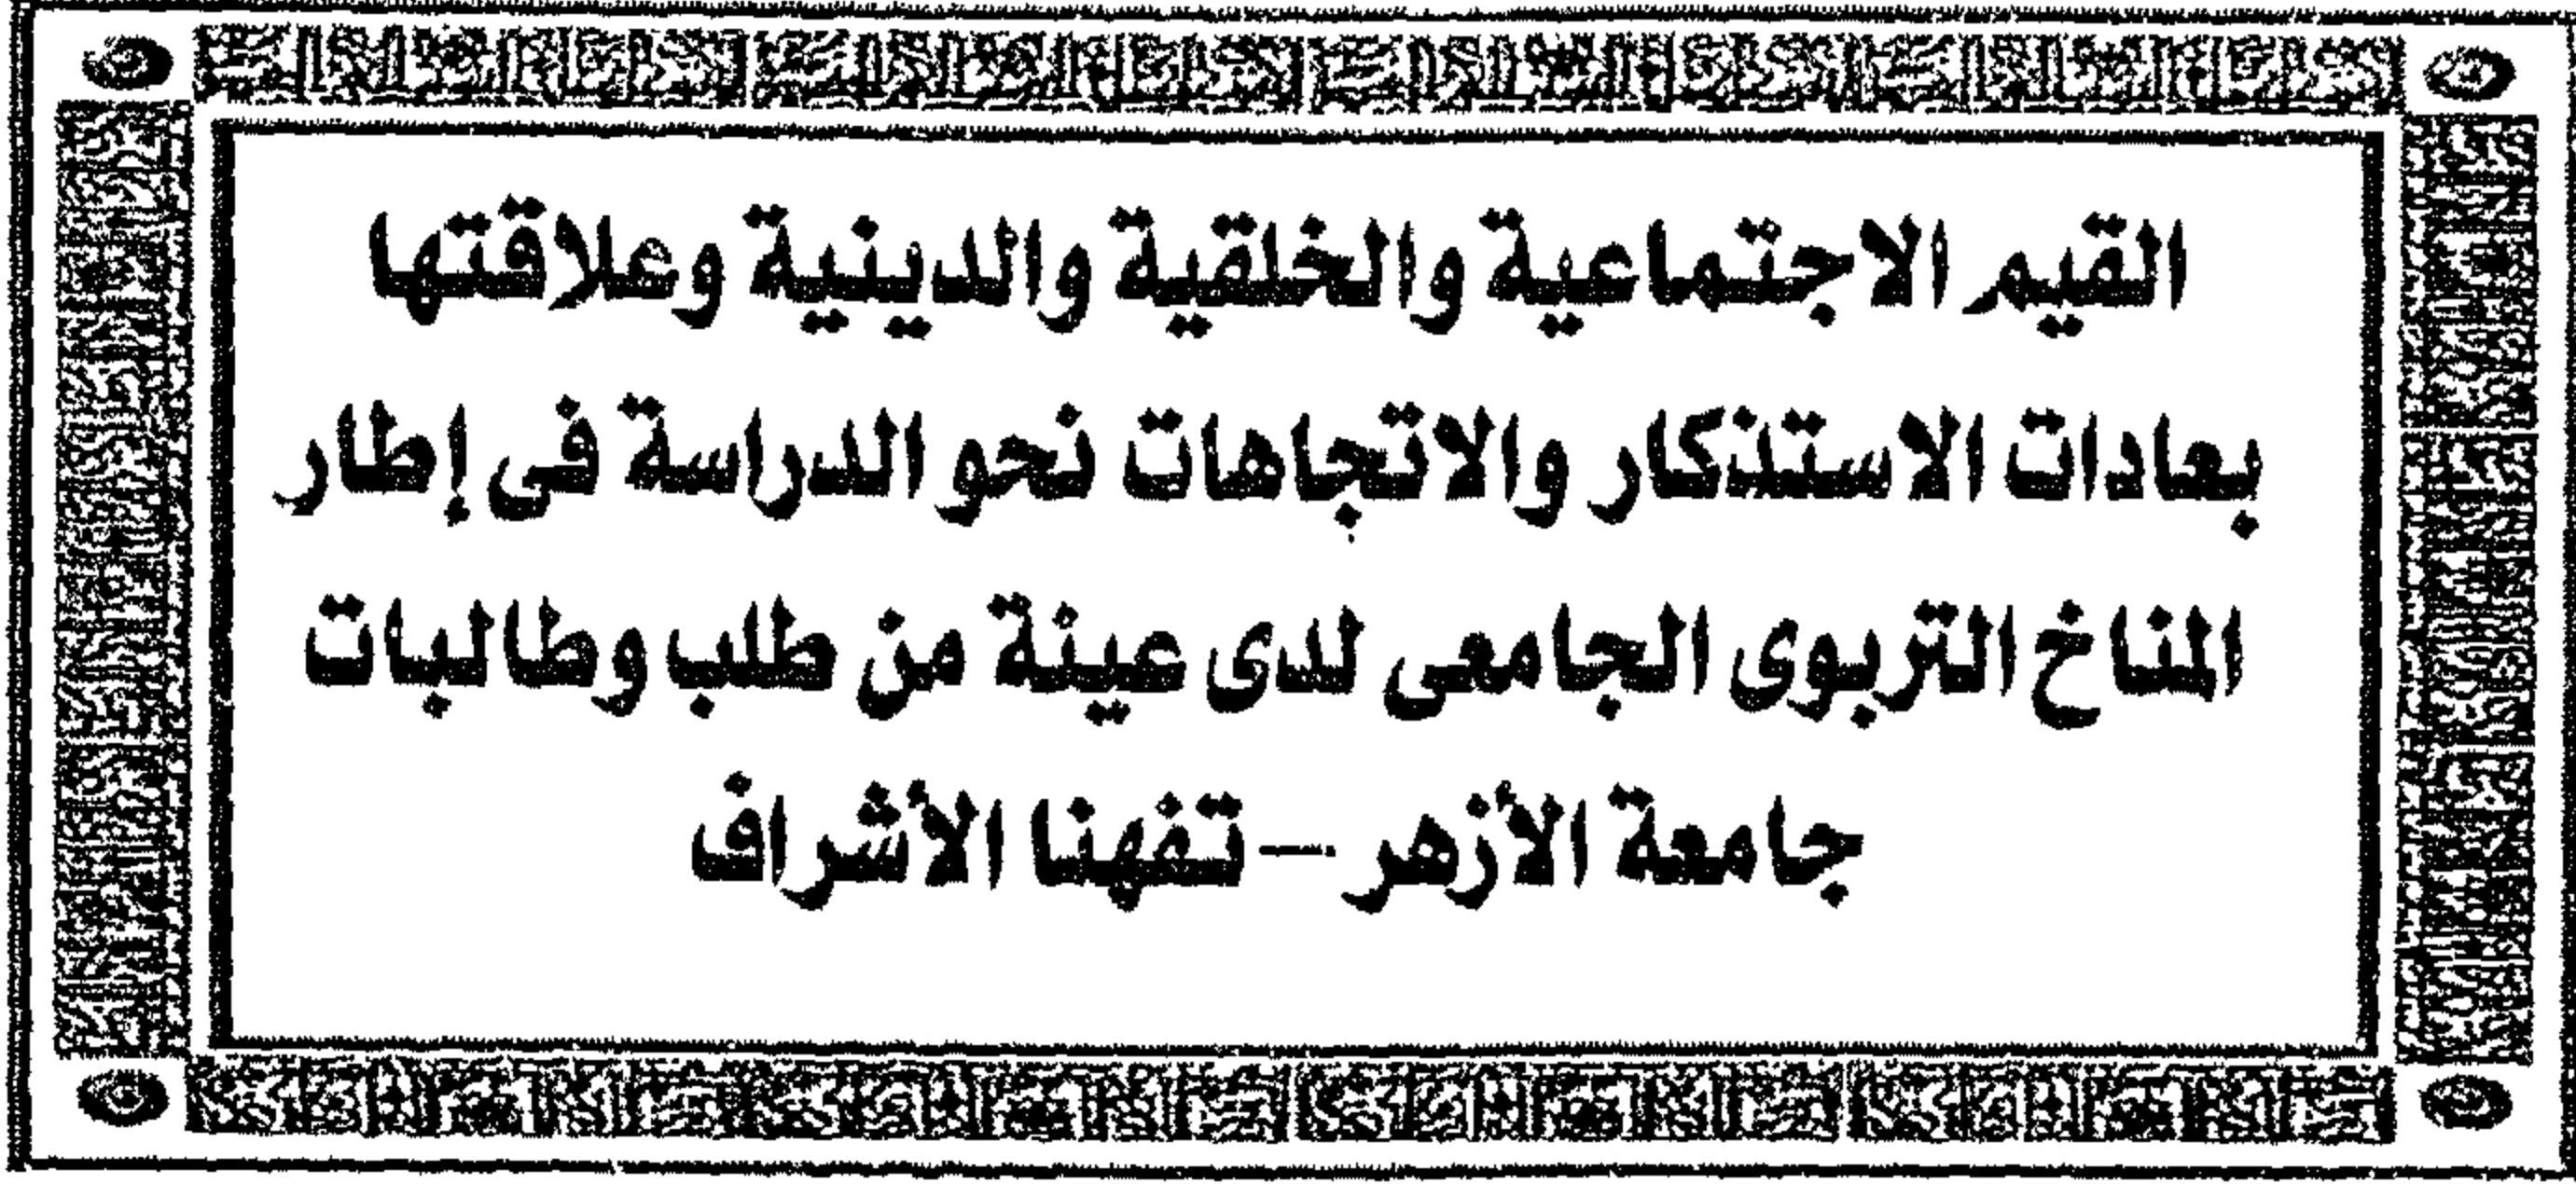 القيم الاجتماعية والخلقية والدينية وعلاقتها
بعادات الاستذكار والاتجاهات نحو الدراسة فى إطار
المناخ التربوى الجامعى لدى عينة من طلب وطالبات
جامعة الأزهر – تفهنا الأشراف